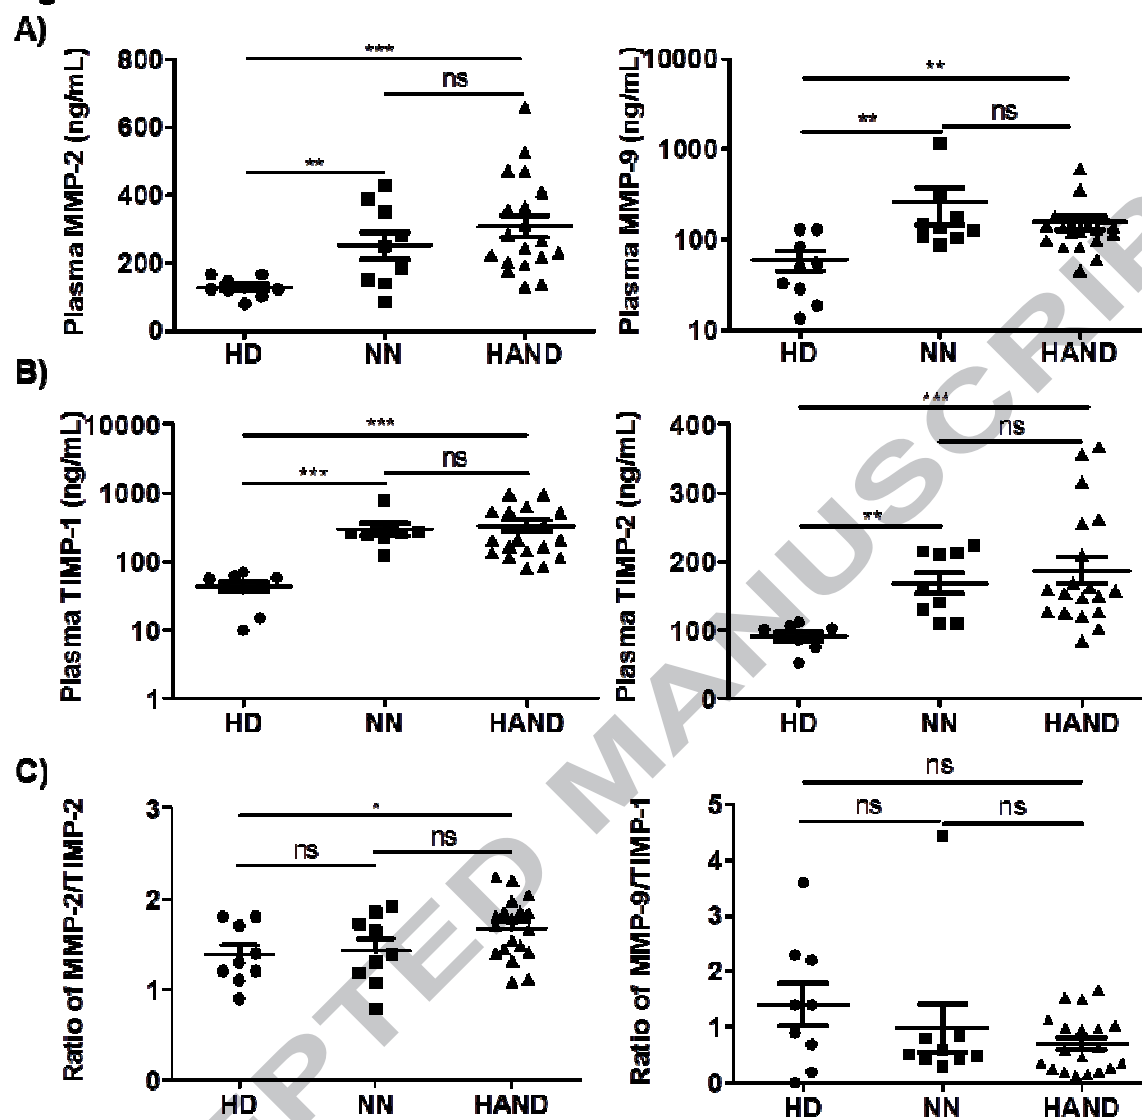 A)
Plasma MMP-2 (ng/mL)
800
600
400
200
0
***
ns
**
HD NN HAND
Plasma MMP-9 (ng/mL)
10000
1000
100
10
**
**
ns
HD NN HAND
B)
Plasma TIMP-1 (ng/mL)
10000
1000
100
10
1
***
ns
***
HD NN HAND
Plasma TIMP-2 (ng/mL)
400
300
200
100
0
***
ns
**
HD NN HAND
C)
Ratio of MMP-2/TIMP-2
3
2
1
0
*
ns
ns
HD NN HAND
Ratio of MMP-9/TIMP-1
5
4
3
2
1
0
ns
ns
ns
HD NN HAND
MANUSCRIP